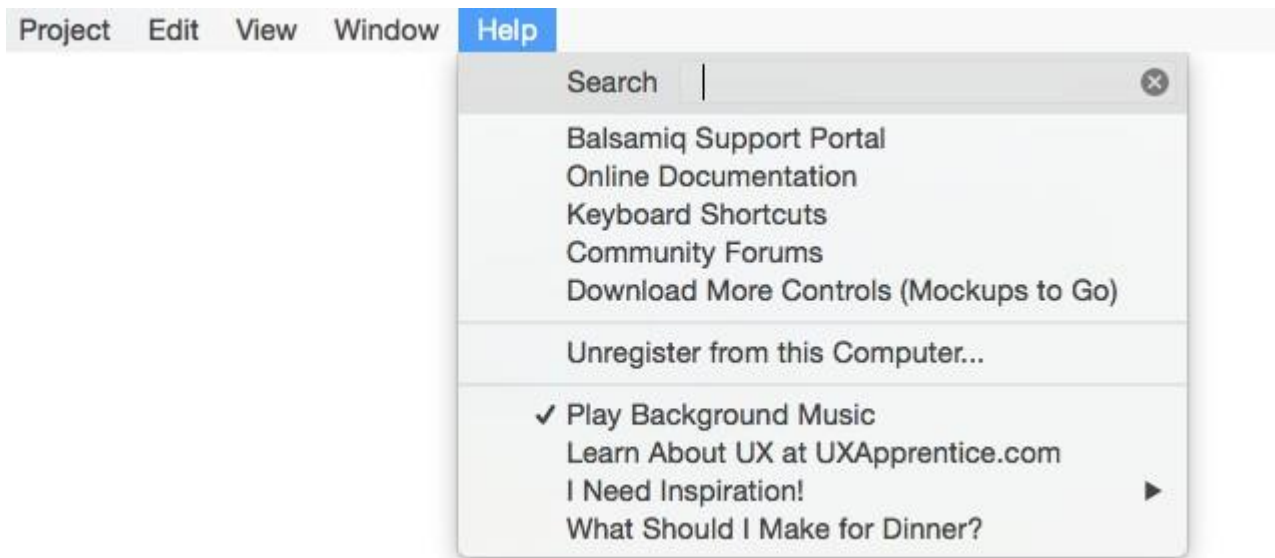 Project Edit View Window Help
Search
Balsamiq Support Portal
Online Documentation
Keyboard Shortcuts
Community Forums
Download More Controls (Mockups to Go)
Unregister from this Computer...
✓ Play Background Music
Learn About UX at UXApprentice.com
I Need Inspiration!
What Should I Make for Dinner?